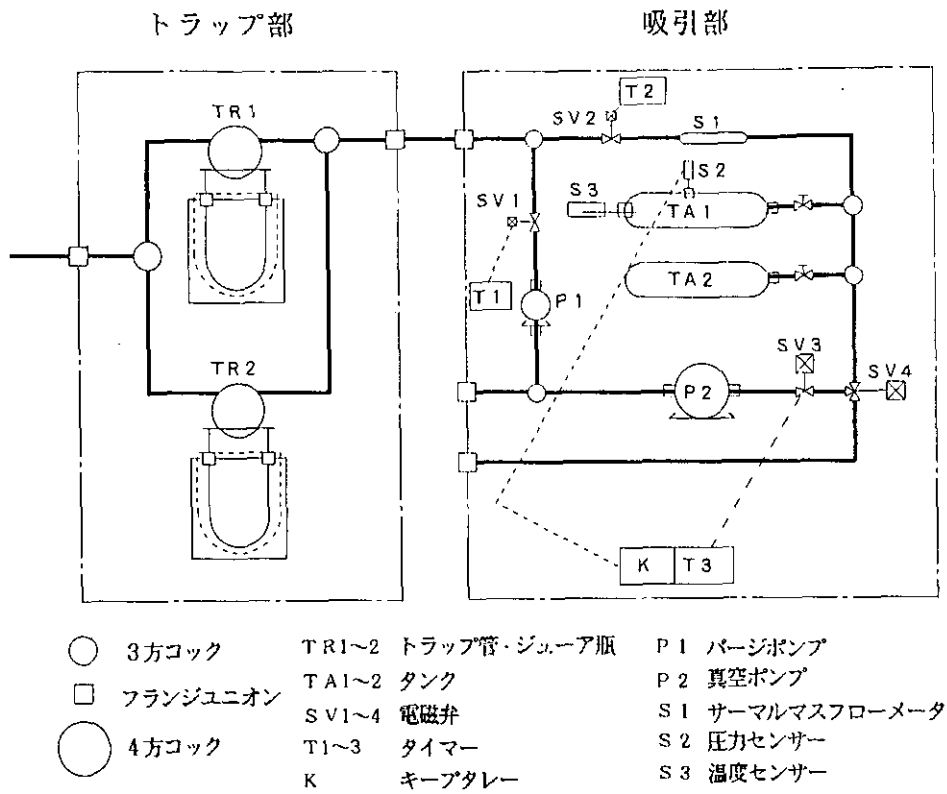 トラップ部
吸引部
T2
SV2
S1
TR1
S2
S3
TA1
SV1
T1
P1
TA2
TR2
SV3
SV4
P2
K
T3
3方コック
フランジユニオン
4方コック
TR1~2 トラップ管・ジューア瓶
TA1~2 タンク
SV1~4 電磁弁
T1~3 タイマー
K キープタレー
P1 パージポンプ
P2 真空ポンプ
S1 サーマルマスフローメータ
S2 圧力センサー
S3 温度センサー